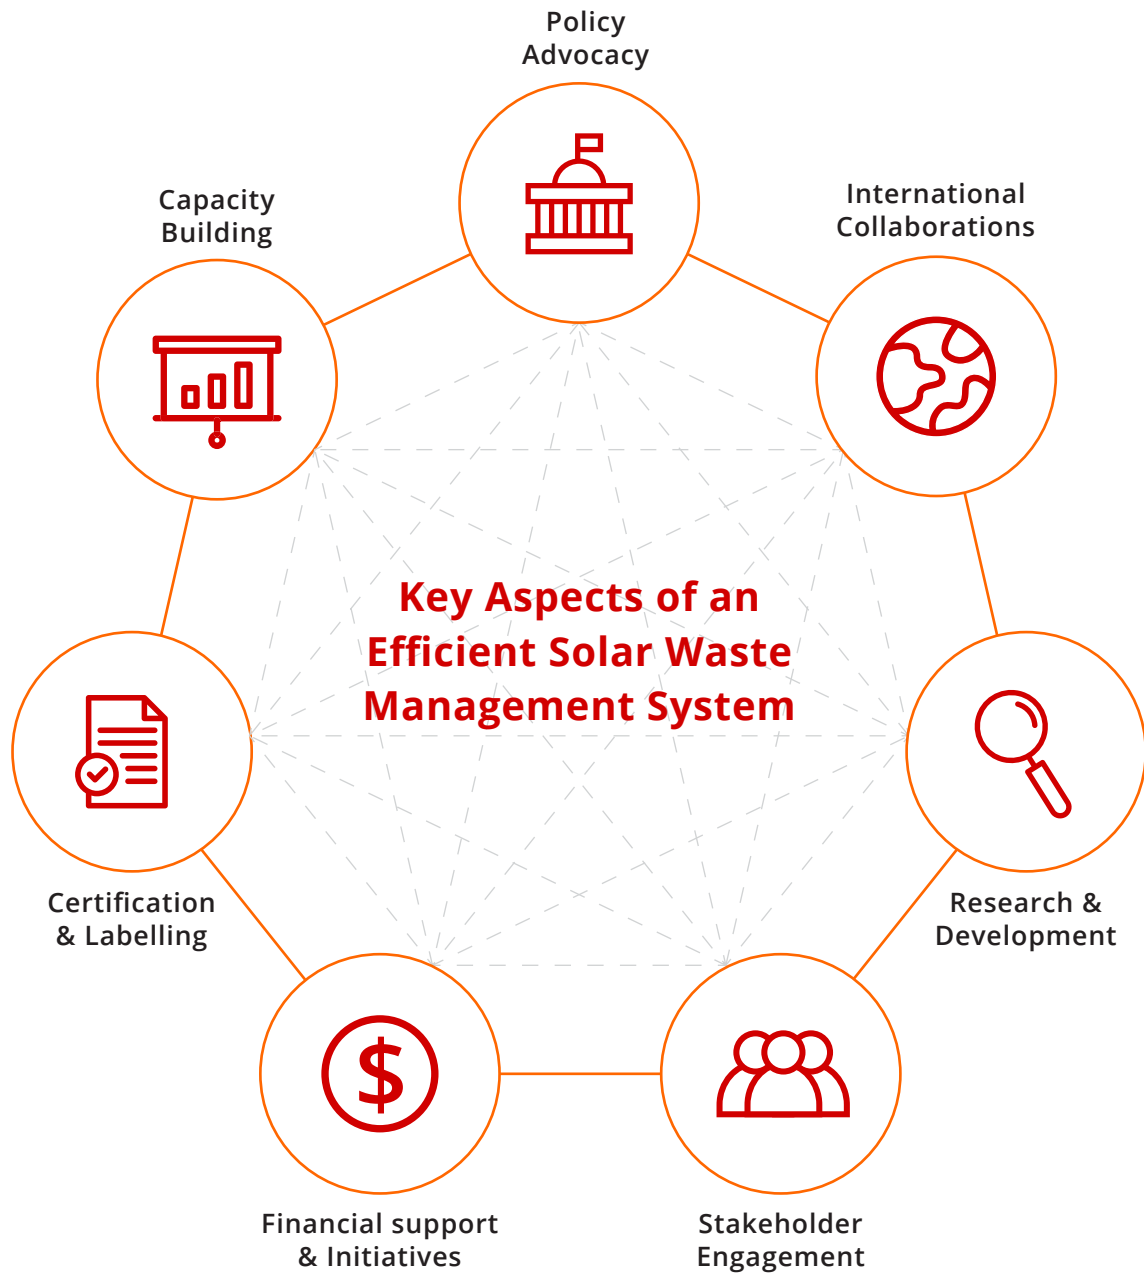 Policy
Advocacy
Capacity
Building
International
Collaborations
Key Aspects of an
Efficient Solar Waste
Management System
Certification
& Labelling
Research &
Development
$
Financial support
& Initiatives
Stakeholder
Engagement